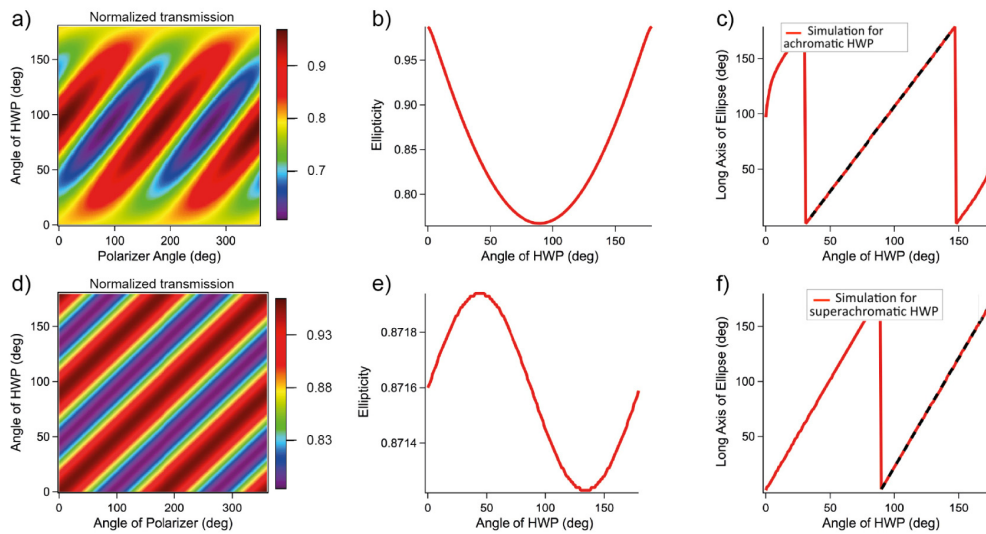 a)
Normalized transmission
150
100
50
0
0 100 200 300
Angle of HWP (deg)
Polarizer Angle (deg)
0.9
0.8
0.7
b)
0.95
0.90
0.85
0.80
0 50 100 150
Ellipticity
Angle of HWP (deg)
c)
Simulation for
achromatic HWP
150
100
50
0 50 100 150
Long Axis of Ellipse (deg)
Angle of HWP (deg)
d)
Normalized transmission
150
100
50
0
0 100 200 300
Angle of HWP (deg)
Angle of Polarizer (deg)
0.93
0.88
0.83
e)
0.8718
0.8716
0.8714
0 50 100 150
Ellipticity
Angle of HWP (deg)
f)
Simulation for
superachromatic HWP
150
100
50
0 50 100 150
Long Axis of Ellipse (deg)
Angle of HWP (deg)